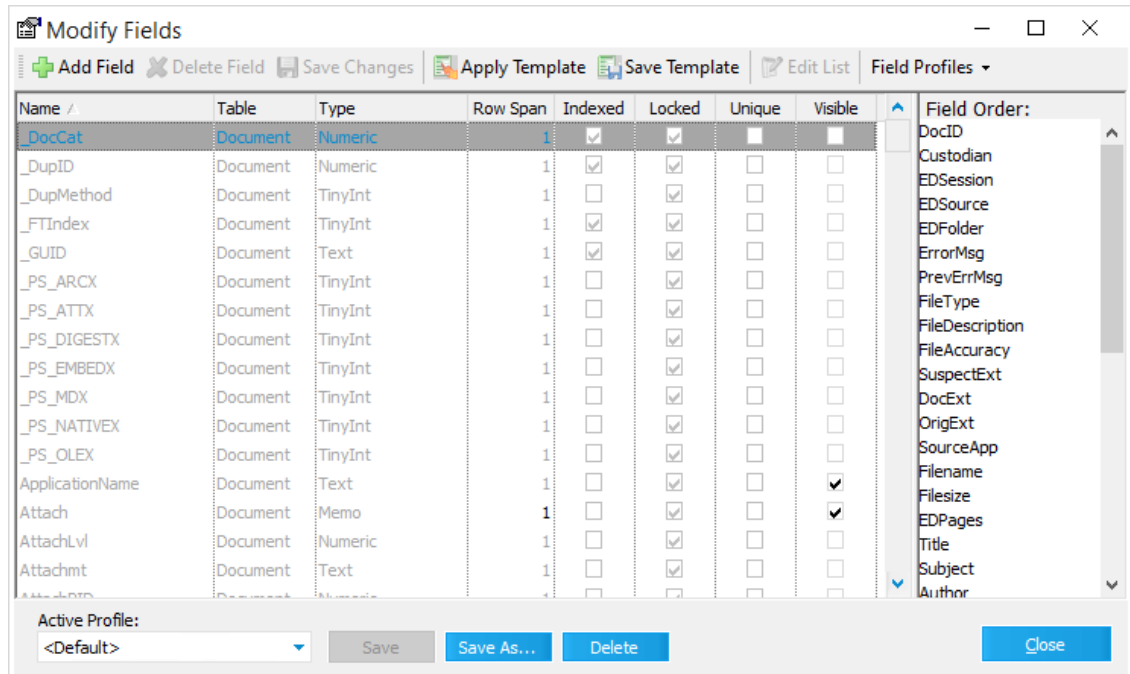 Modify Fields
Add Field Delete Field Save Changes Apply Template Save Template Edit List Field Profiles
Name Table Type Row Span Indexed Locked Unique Visible
_DocCat Document Numeric 1
_DupID Document Numeric 1
_DupMethod Document TinyInt 1
_FTIndex Document TinyInt 1
_GUID Document Text 1
_PS_ARCX Document TinyInt 1
_PS_ATTX Document TinyInt 1
_PS_DIGESTX Document TinyInt 1
_PS_EMBEDX Document TinyInt 1
_PS_MDX Document TinyInt 1
_PS_NATIVEX Document TinyInt 1
_PS_OLEX Document TinyInt 1
ApplicationName Document Text 1
Attach Document Memo 1
AttachLvl Document Numeric 1
Attachmt Document Text 1
AttachPID Document Numeric 1
Field Order:
DocID
Custodian
EDSession
EDSource
EDFolder
ErrorMsg
PrevErrMsg
FileType
FileDescription
FileAccuracy
SuspectExt
DocExt
OrigExt
SourceApp
Filename
Filesize
EDPages
Title
Subject
Author
Active Profile:
<Default> Save Save As... Delete Close